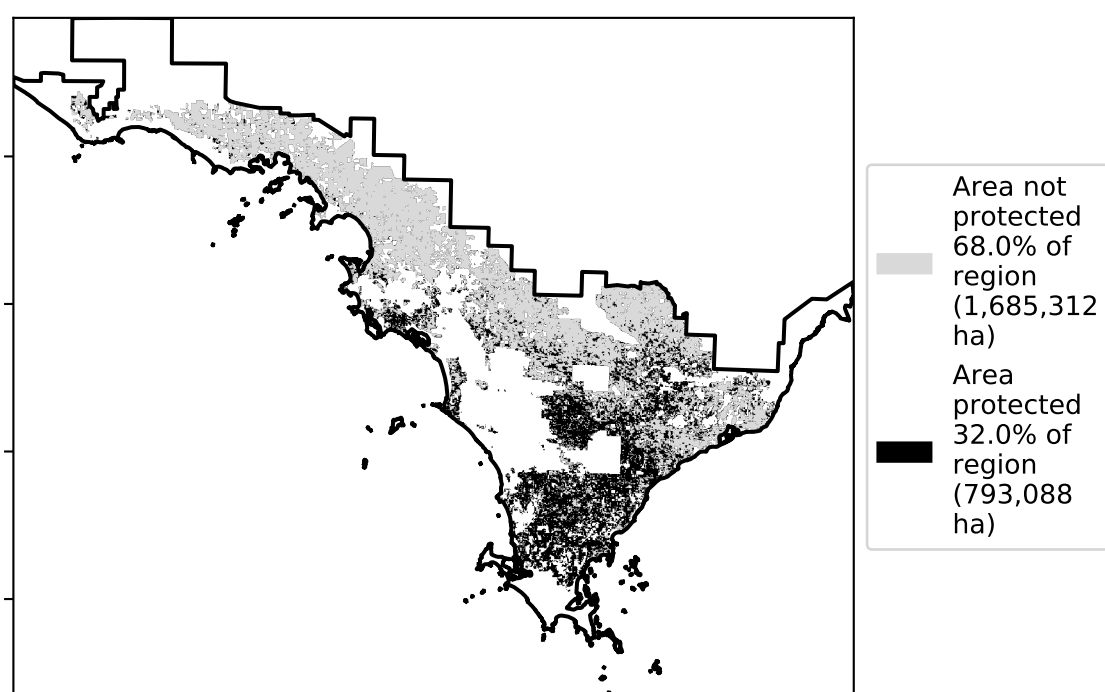 Area not
protected
68.0% of
region
(1,685,312
ha)
Area
protected
32.0% of
region
(793,088
ha)